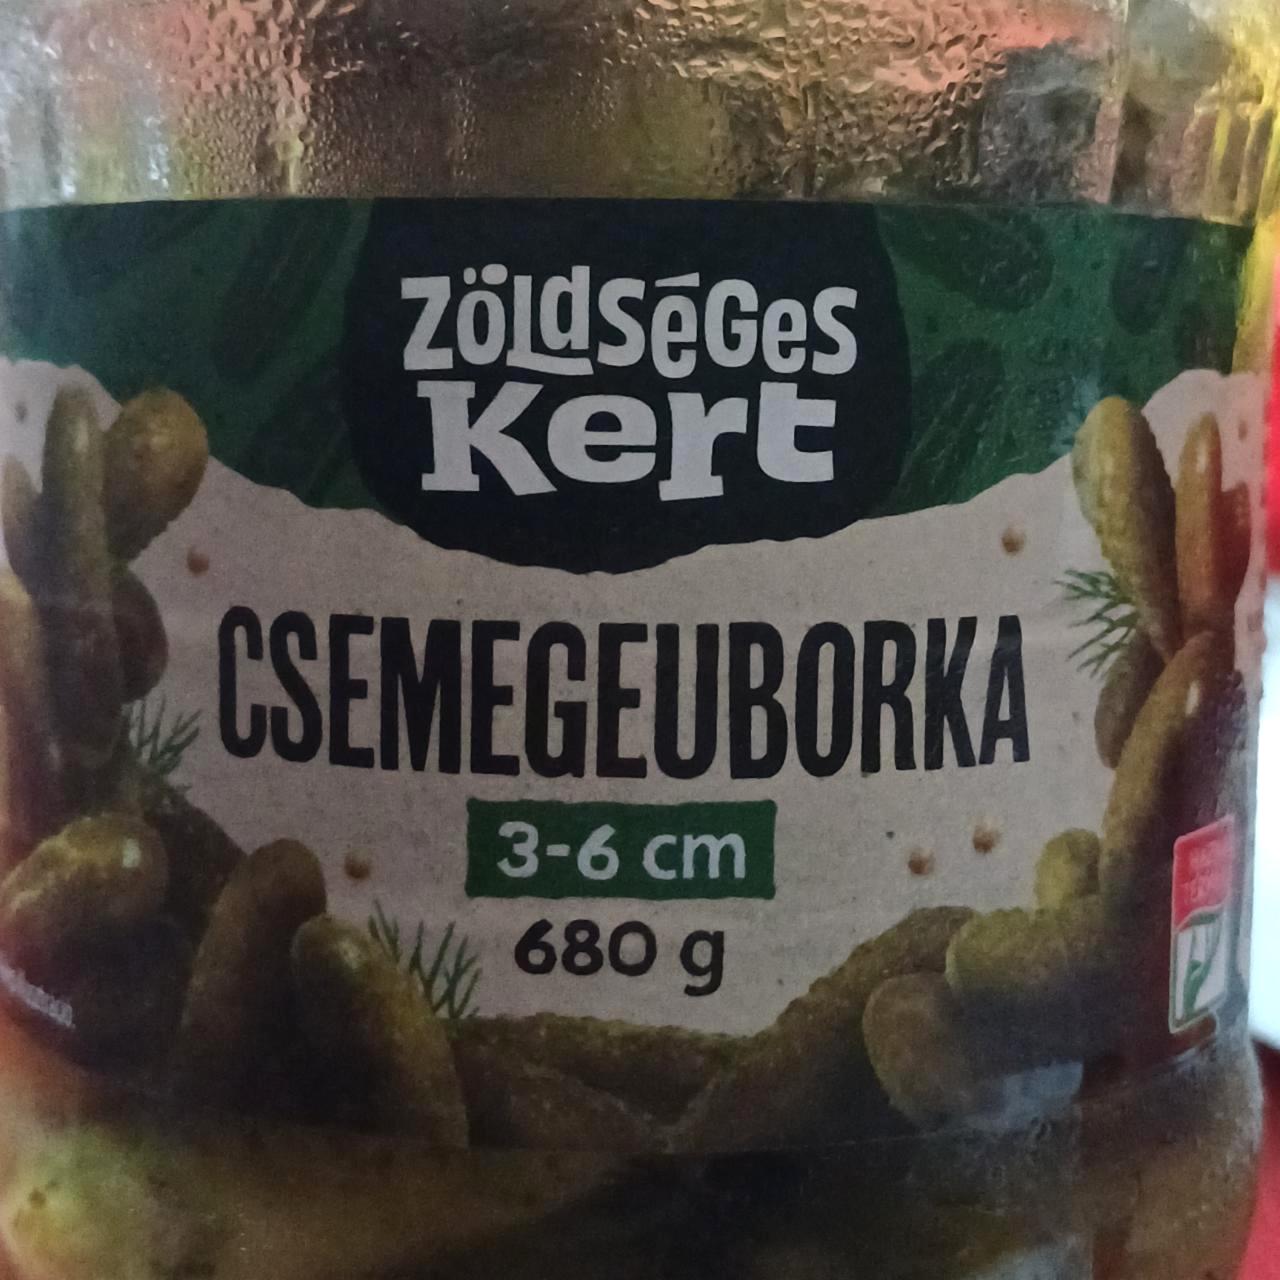 Zöldséges
Kert
CSEMEGEUBORKA
3-6 cm
680 g